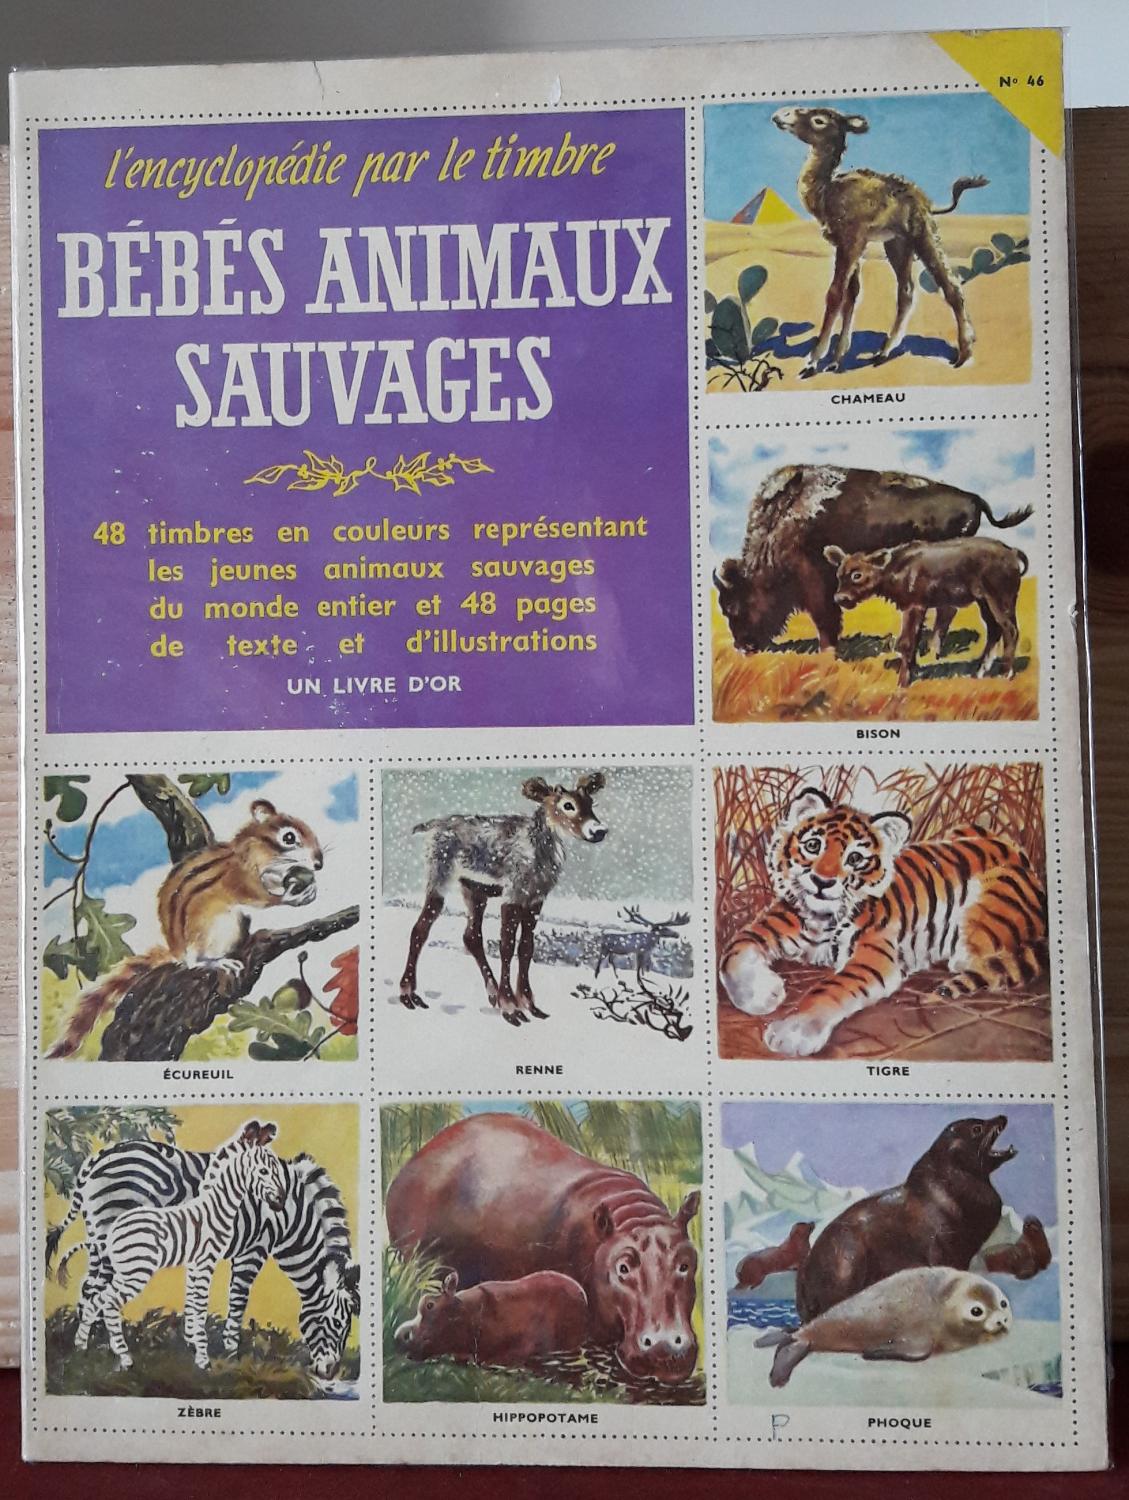 N° 46
l'encyclopédie par le timbre
BÉBÉS ANIMAUX
SAUVAGES
48 timbres en couleurs représentant
les jeunes animaux sauvages
du monde entier et 48 pages
de texte et d'illustrations
UN LIVRE D'OR
CHAMEAU
BISON
ÉCUREUIL
RENNE
TIGRE
ZÈBRE
HIPPOPOTAME
P
PHOQUE